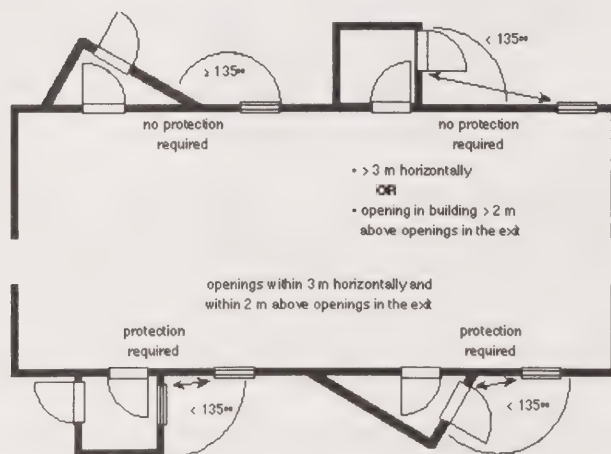 ≥ 135°°
< 135°°
no protection
required
no protection
required
• > 3 m horizontally
OR
• opening in building > 2 m
above openings in the exit
openings within 3 m horizontally and
within 2 m above openings in the exit
protection
required
protection
required
< 135°°
< 135°°